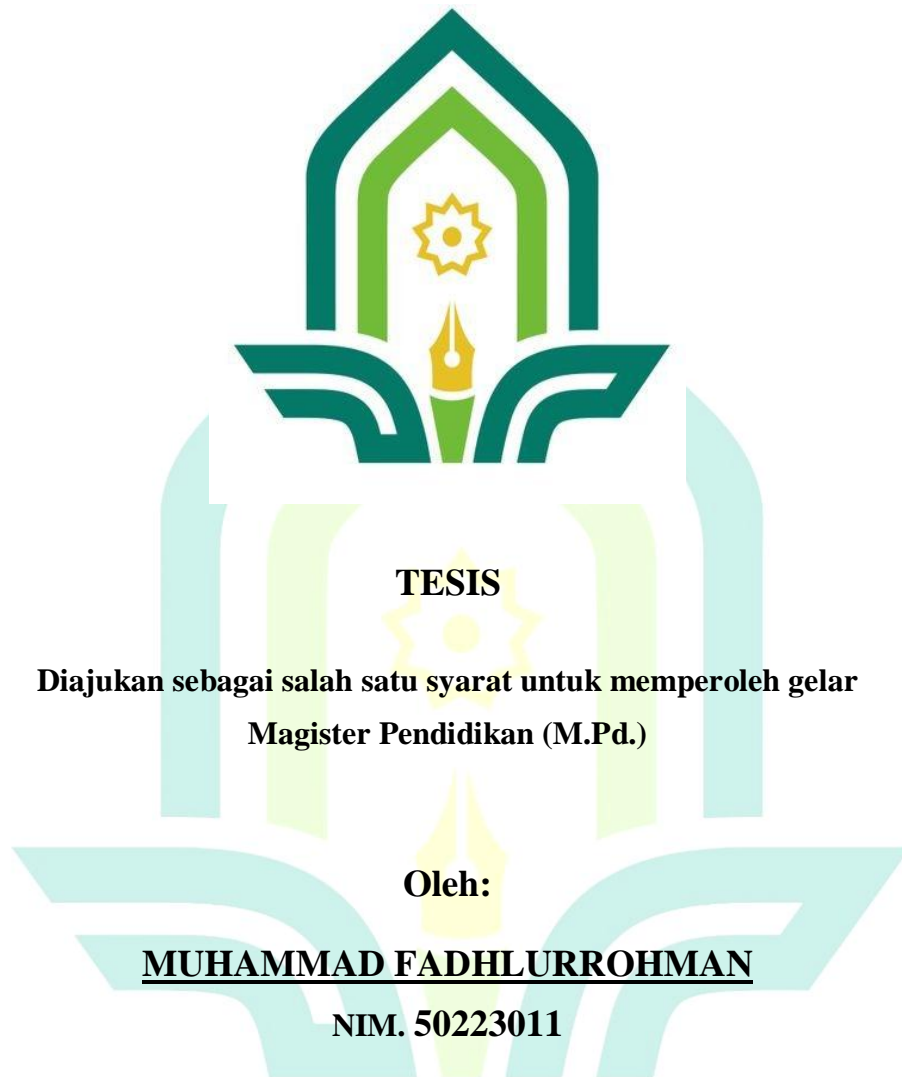 TESIS
Diajukan sebagai salah satu syarat untuk memperoleh gelar
Magister Pendidikan (M.Pd.)
Oleh:
MUHAMMAD FADHLURROHMAN
NIM. 50223011